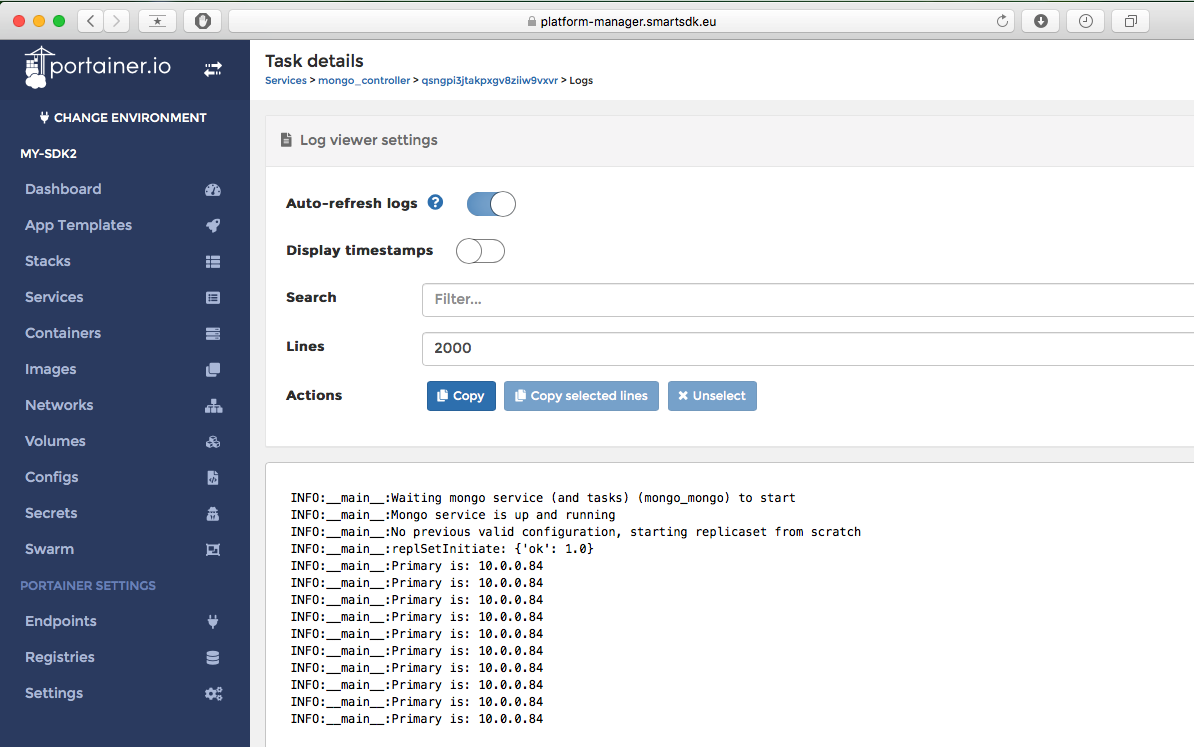 platform-manager.smartsdk.eu
portainer.io
CHANGE ENVIRONMENT
MY-SDK2
Dashboard
App Templates
Stacks
Services
Containers
Images
Networks
Volumes
Configs
Secrets
Swarm
PORTAINER SETTINGS
Endpoints
Registries
Settings
Task details
Services > mongo_controller > qsngpi3jtakpxgv8ziiw9vxvr > Logs
Log viewer settings
Auto-refresh logs ?
Display timestamps
Search Filter...
Lines 2000
Actions Copy Copy selected lines Unselect
INFO:__main__:Waiting mongo service (and tasks) (mongo_mongo) to start
INFO:__main__:Mongo service is up and running
INFO:__main__:No previous valid configuration, starting replicaset from scratch
INFO:__main__:replSetInitiate: {'ok': 1.0}
INFO:__main__:Primary is: 10.0.0.84
INFO:__main__:Primary is: 10.0.0.84
INFO:__main__:Primary is: 10.0.0.84
INFO:__main__:Primary is: 10.0.0.84
INFO:__main__:Primary is: 10.0.0.84
INFO:__main__:Primary is: 10.0.0.84
INFO:__main__:Primary is: 10.0.0.84
INFO:__main__:Primary is: 10.0.0.84
INFO:__main__:Primary is: 10.0.0.84
INFO:__main__:Primary is: 10.0.0.84